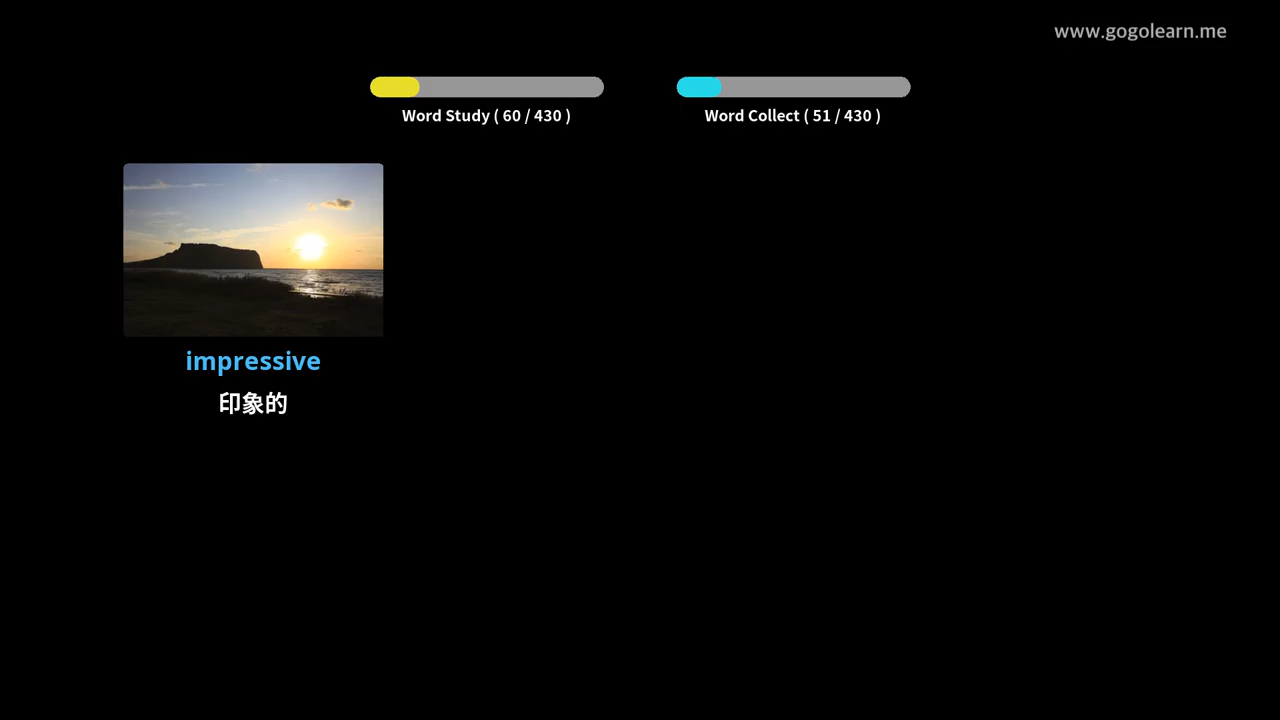 www.gogolearn.me
Word Study ( 60 / 430 )
Word Collect ( 51 / 430 )
impressive
印象的